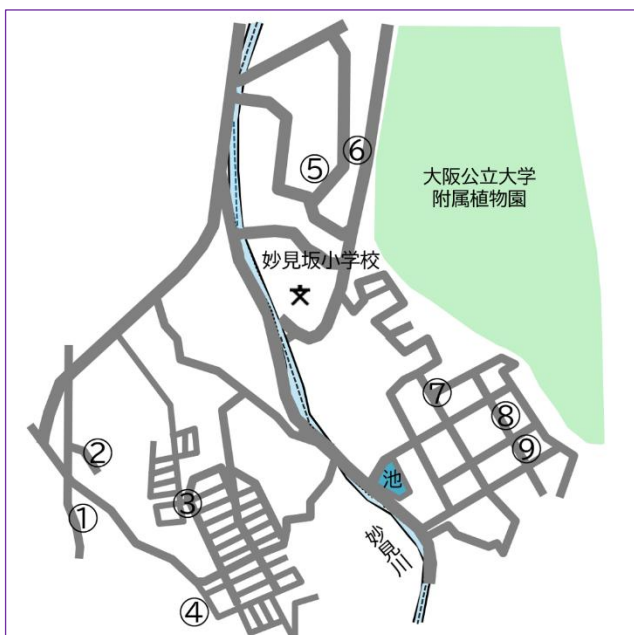 ⑤
⑥
大阪公立大学
附属植物園
妙見坂小学校
⑦
⑧
⑨
②
池
③
①
妙見川
④